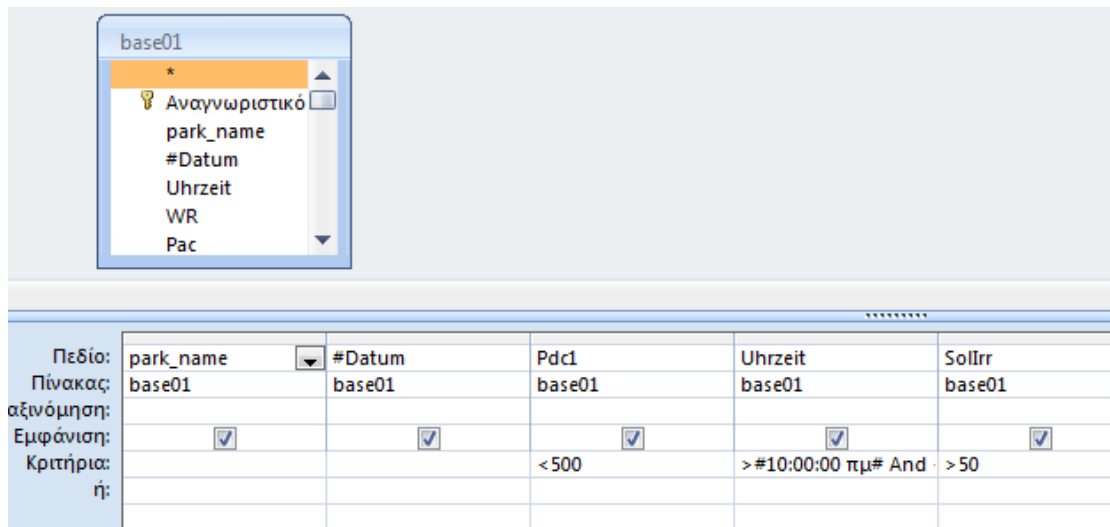 base01
*
Αναγνωριστικό
park_name
#Datum
Uhrzeit
WR
Pac
Πεδίο: park_name #Datum Pdc1 Uhrzeit SolIrr
Πίνακας: base01 base01 base01 base01 base01
αξινόμηση:
Εμφάνιση:
Κριτήρια: <500 >#10:00:00 πμ# And >50
ή: